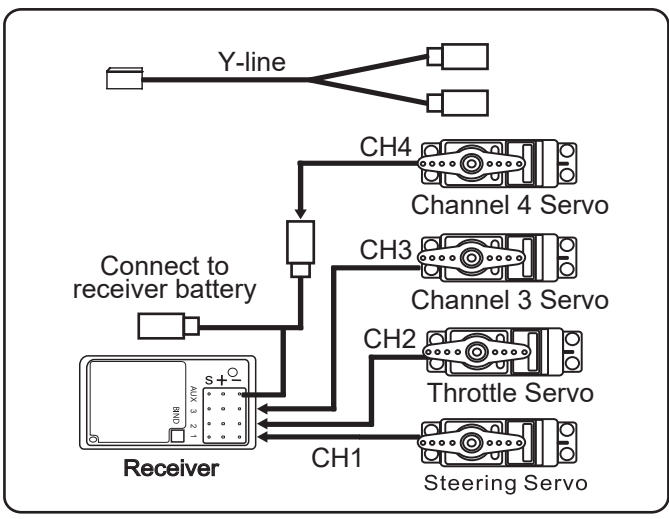 Y-line
CH4
Channel 4 Servo
Connect to
receiver battery
CH3
Channel 3 Servo
CH2
Throttle Servo
S + −
AUX 3 2 1
BIND
Receiver
CH1
Steering Servo